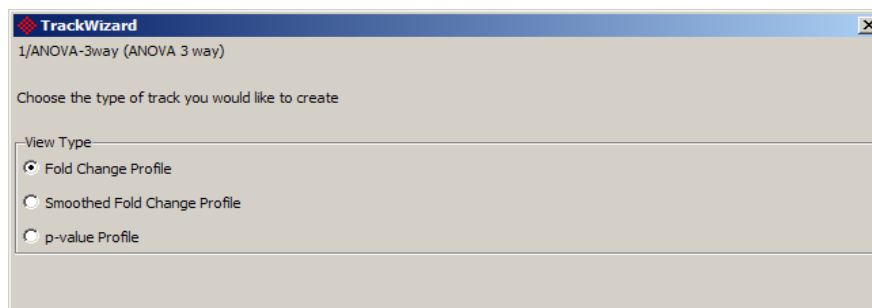 TrackWizard
1/ANOVA-3way (ANOVA 3 way)
Choose the type of track you would like to create
View Type
Fold Change Profile
Smoothed Fold Change Profile
p-value Profile